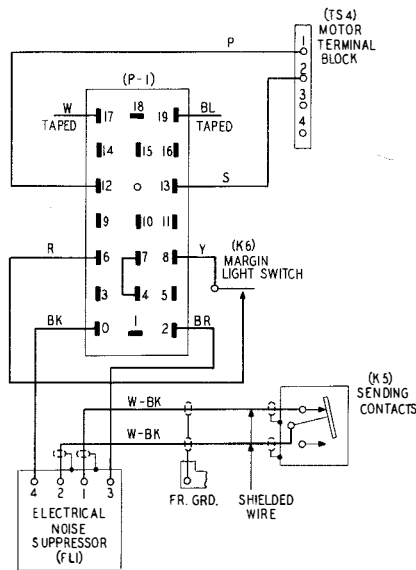 (TS4)
MOTOR
TERMINAL
BLOCK
P
1
2
3
4
(P-1)
W
TAPED
17 18 19
BL
TAPED
14 15 16
12 13
S
9 10 11
R
6 7 8
Y
(K6)
MARGIN
LIGHT SWITCH
3 4 5
BK
0 1 2
BR
(K5)
SENDING
CONTACTS
W-BK
W-BK
FR. GRD.
SHIELDED
WIRE
4 2 1 3
ELECTRICAL
NOISE
SUPPRESSOR
(FL1)